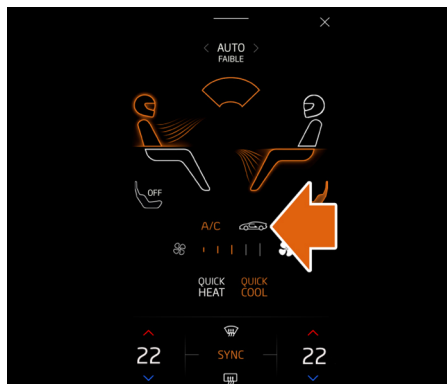 AUTO
FAIBLE
OFF
A/C
QUICK QUICK
HEAT COOL
22 SYNC 22